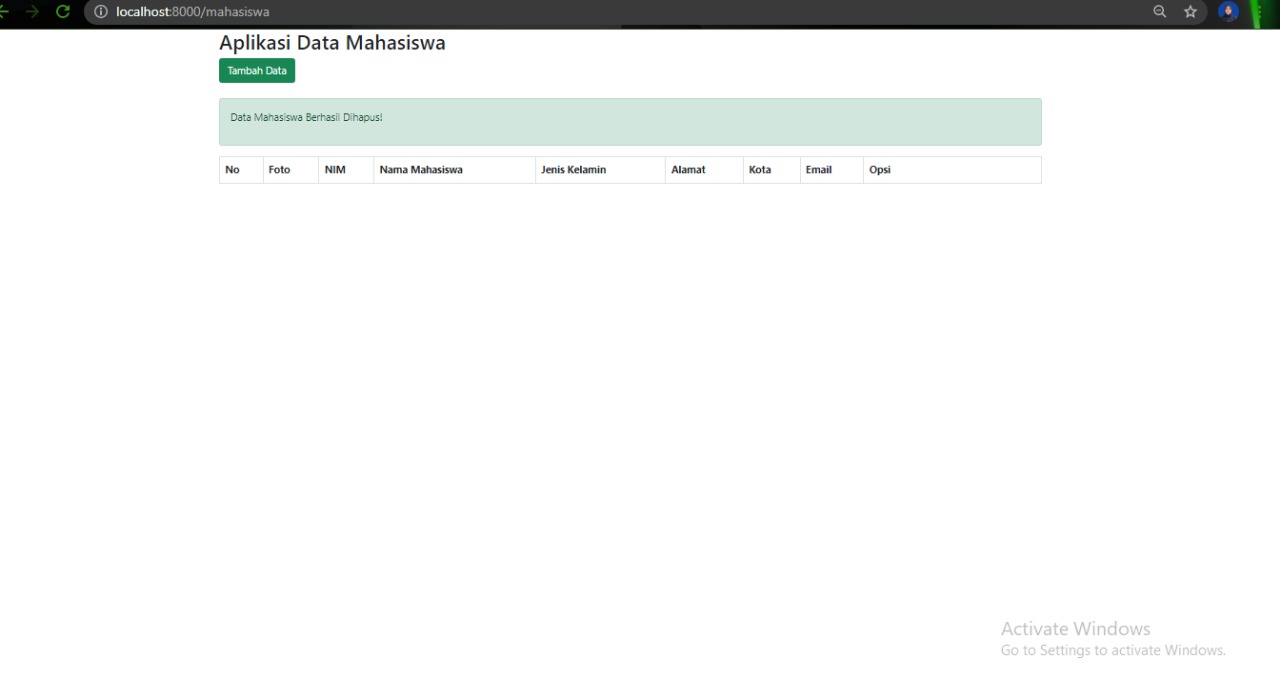 localhost:8000/mahasiswa
Aplikasi Data Mahasiswa
Tambah Data
Data Mahasiswa Berhasil Dihapus!
No Foto NIM Nama Mahasiswa Jenis Kelamin Alamat Kota Email Opsi
Activate Windows
Go to Settings to activate Windows.